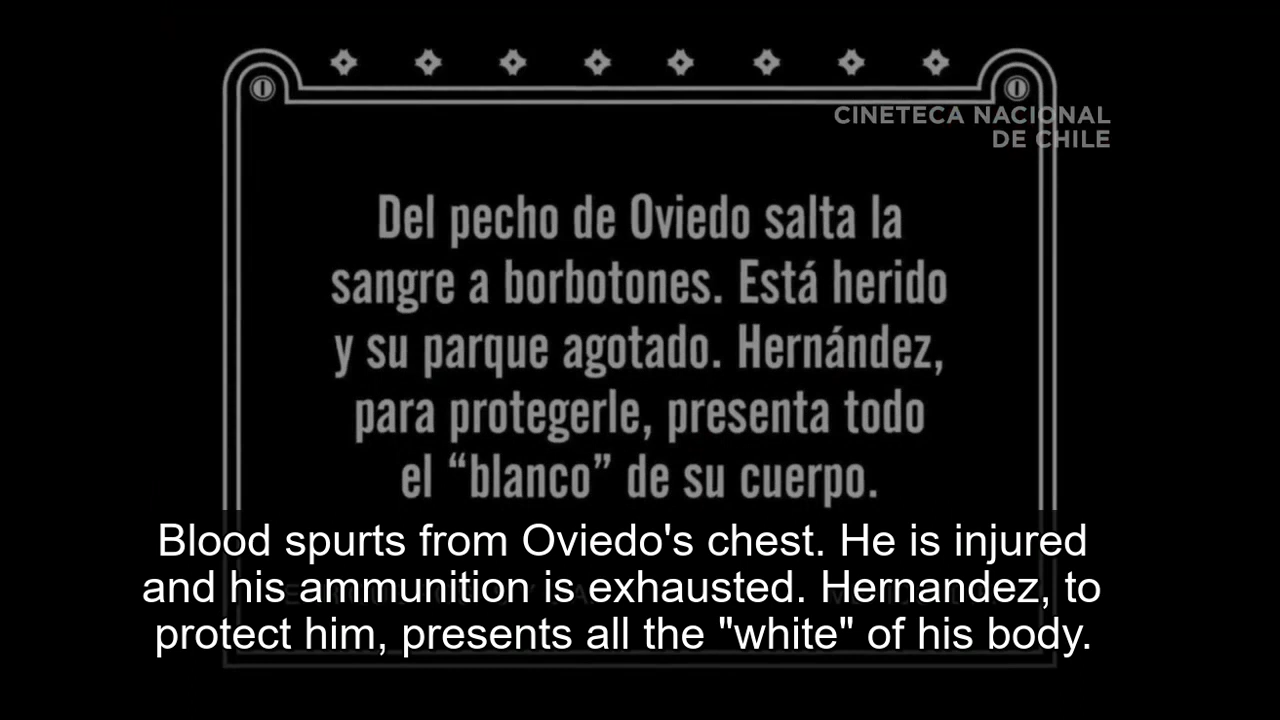 CINETECA NACIONAL
DE CHILE
Del pecho de Oviedo salta la
sangre a borbotones. Está herido
y su parque agotado. Hernández,
para protegerle, presenta todo
el “blanco” de su cuerpo.
Blood spurts from Oviedo's chest. He is injured
and his ammunition is exhausted. Hernandez, to
protect him, presents all the "white" of his body.